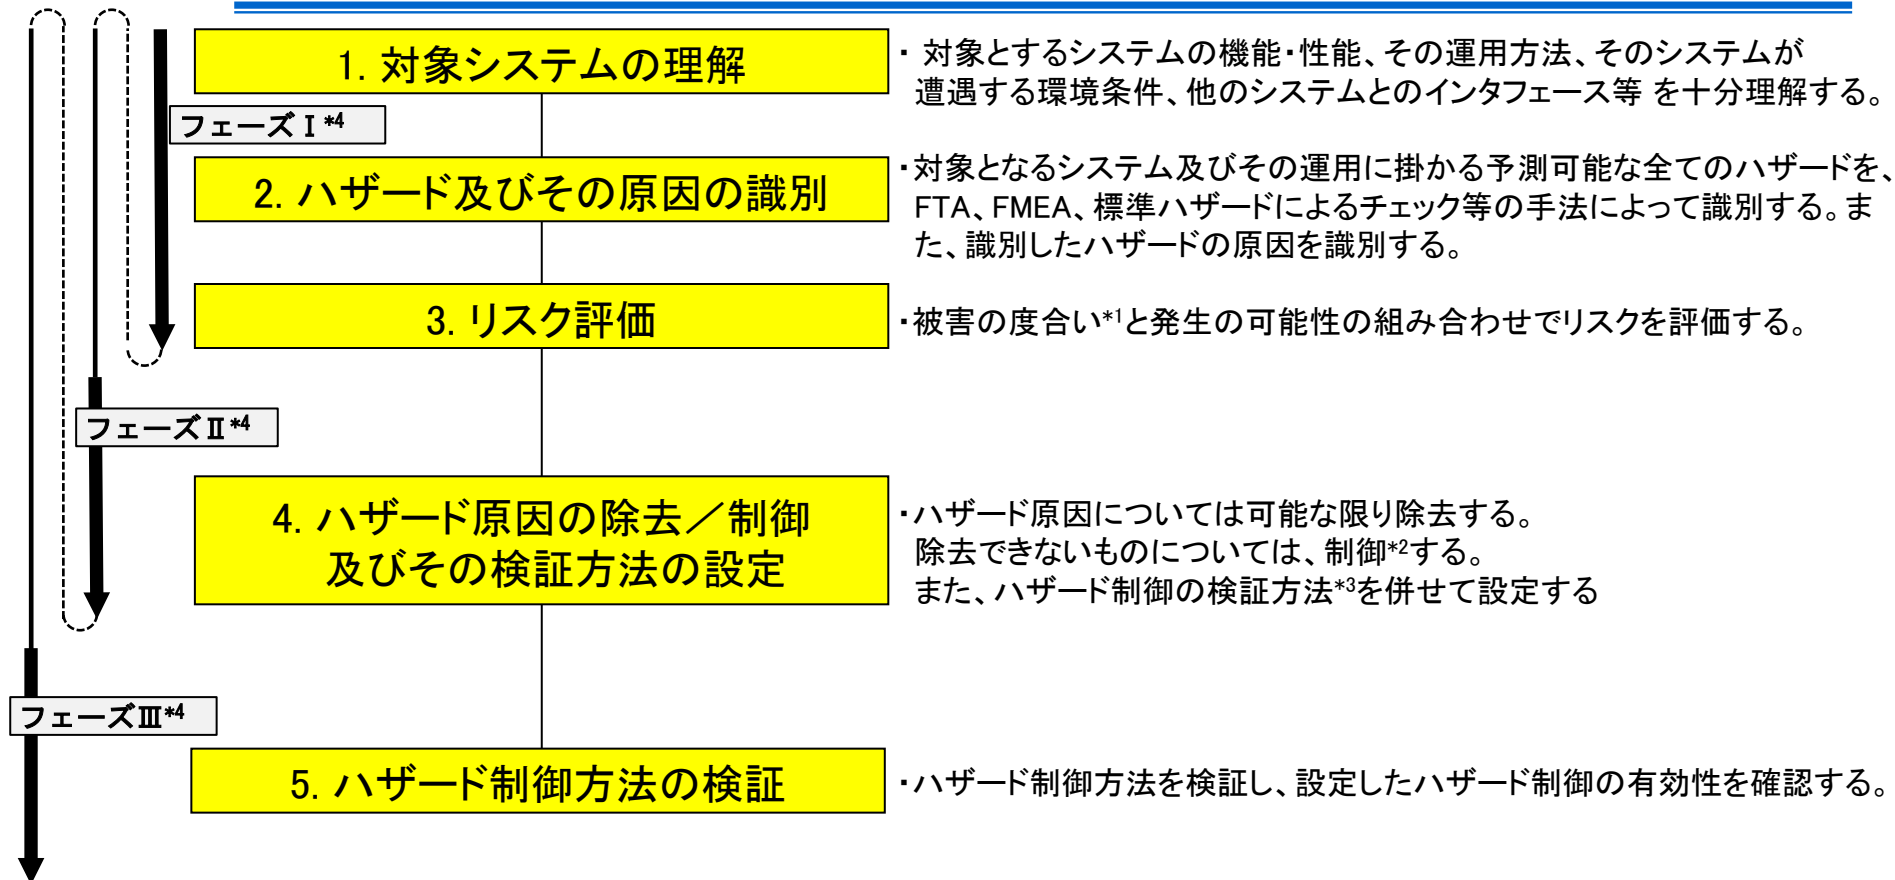 1. 対象システムの理解
・ 対象とするシステムの機能・性能、その運用方法、そのシステムが
遭遇する環境条件、他のシステムとのインタフェース等 を十分理解する。
フェーズⅠ*4
2. ハザード及びその原因の識別
・対象となるシステム及びその運用に掛かる予測可能な全てのハザードを、
FTA、FMEA、標準ハザードによるチェック等の手法によって識別する。ま
た、識別したハザードの原因を識別する。
3. リスク評価
・被害の度合い*1と発生の可能性の組み合わせでリスクを評価する。
フェーズⅡ*4
4. ハザード原因の除去／制御
及びその検証方法の設定
・ハザード原因については可能な限り除去する。
除去できないものについては、制御*2する。
また、ハザード制御の検証方法*3を併せて設定する
フェーズⅢ*4
5. ハザード制御方法の検証
・ハザード制御方法を検証し、設定したハザード制御の有効性を確認する。